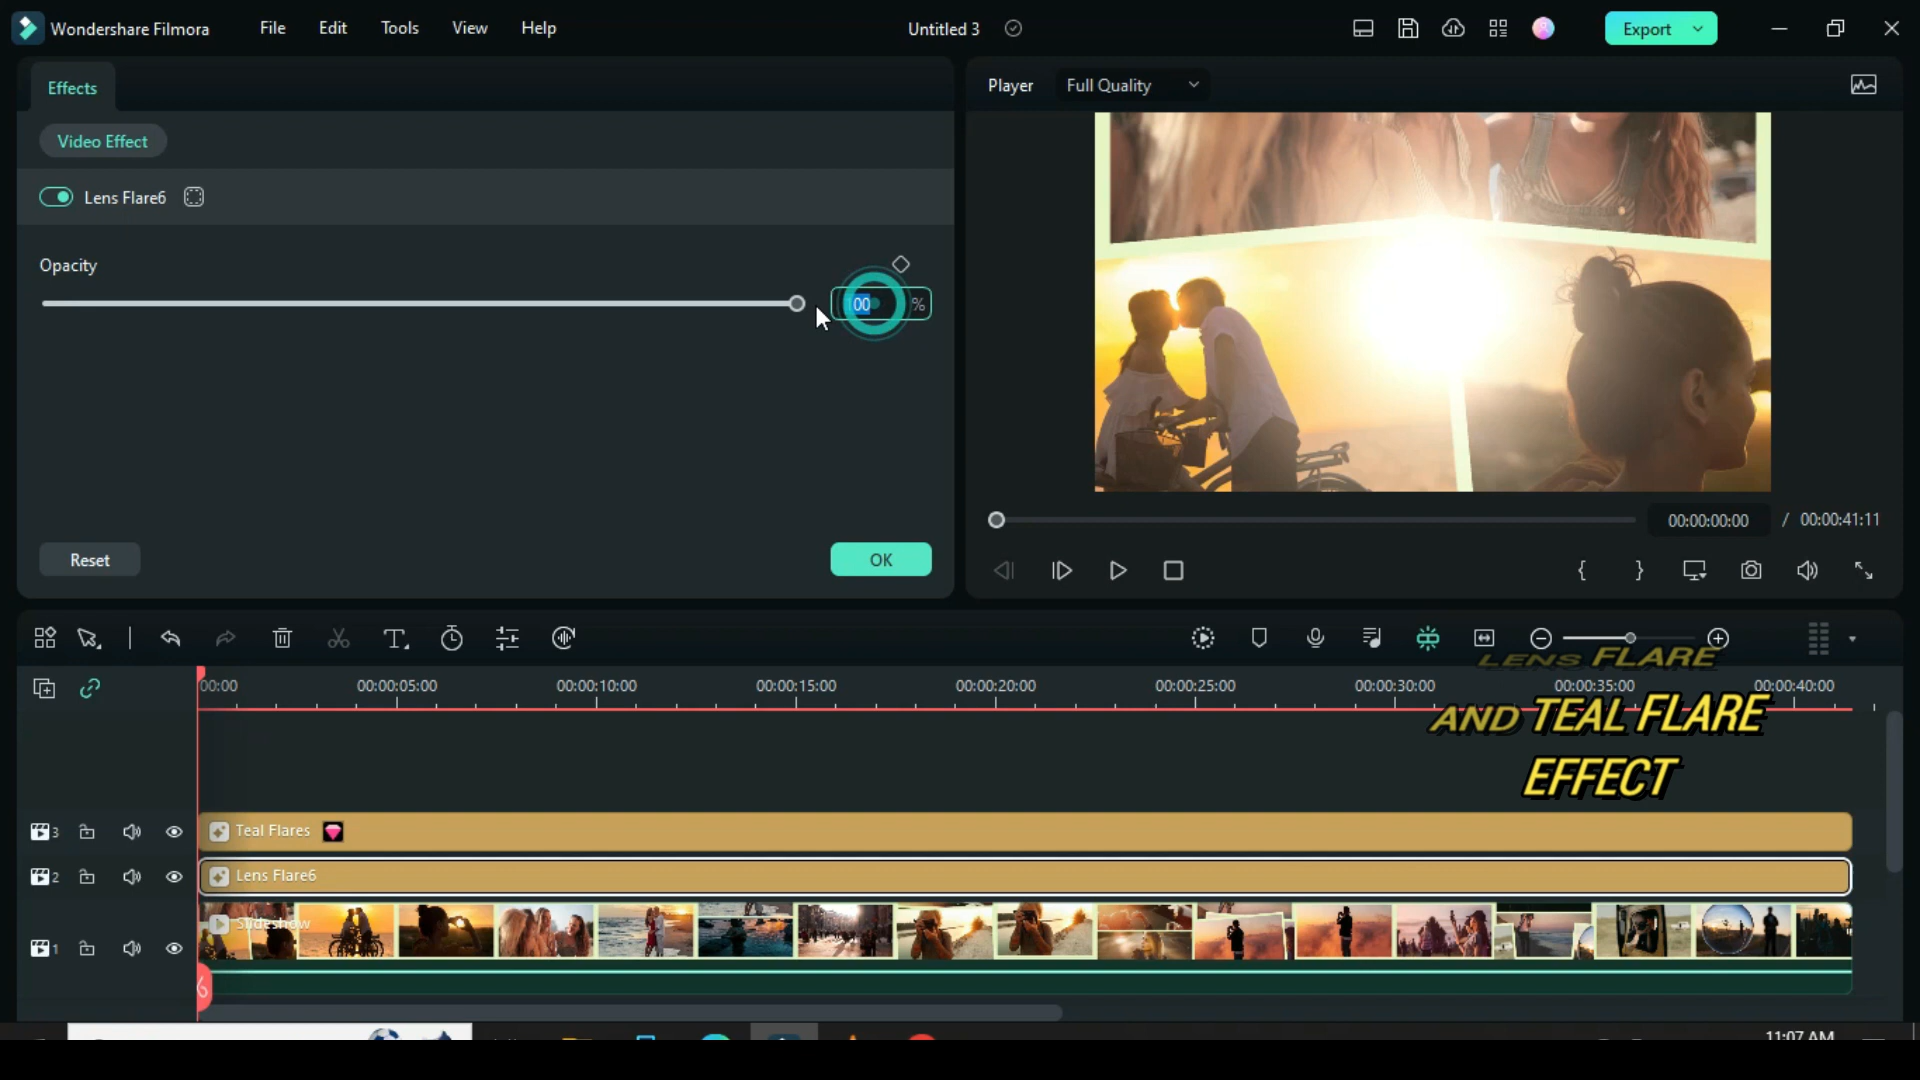 Wondershare Filmora
File
Edit
Tools
View
Help
Untitled 3
Export
Effects
Player
Full Quality
Video Effect
Lens Flare6
Opacity
100
%
Reset
OK
00:00:00:00
/
00:00:41:11
00:00
00:00:05:00
00:00:10:00
00:00:15:00
00:00:20:00
00:00:25:00
00:00:30:00
00:00:35:00
00:00:40:00
LENS FLARE
AND TEAL FLARE
EFFECT
3
Teal Flares
2
Lens Flare6
1
Slideshow
11:07 AM